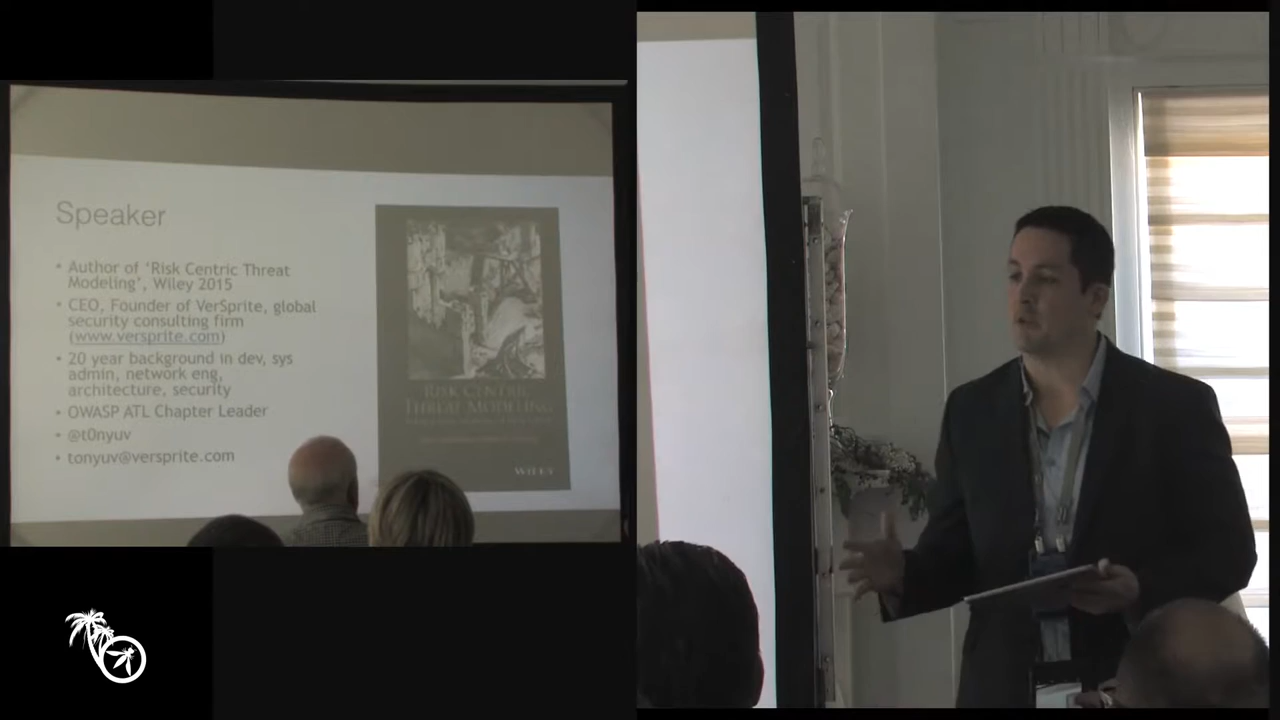 Speaker
• Author of ‘Risk Centric Threat
Modeling’, Wiley 2015
• CEO, Founder of VerSprite, global
security consulting firm
(www.versprite.com)
• 20 year background in dev, sys
admin, network eng,
architecture, security
• OWASP ATL Chapter Leader
• @t0nyuv
• tonyuv@versprite.com
RISK CENTRIC
THREAT MODELING
WILEY